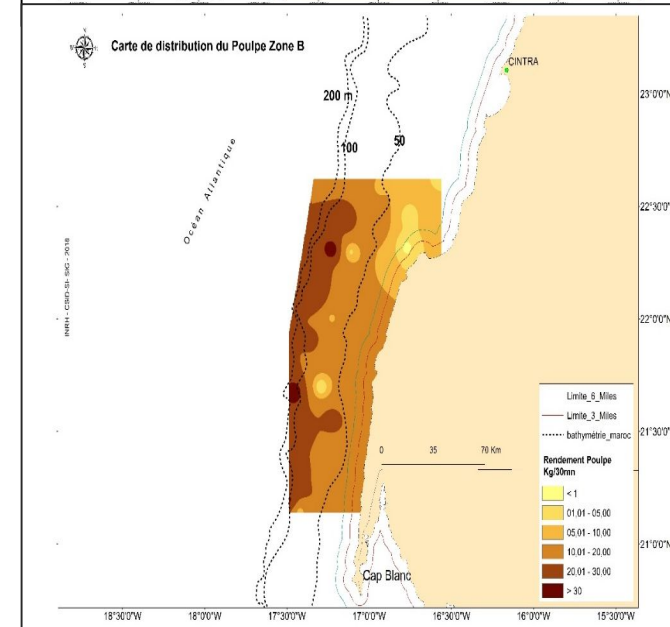 Carte de distribution du Poulpe Zone B
CINTRA
200 m
100
50
Océan Atlantique
INRH - CSID-SI- SIG - 2016
23°0'0"N
22°30'0"N
22°0'0"N
21°30'0"N
21°0'0"N
Limite_6_Miles
Limite_3_Miles
bathymétrie_maroc
0 35 70 Km
Rendement Poulpe
Kg/30mn
< 1
01,01 - 05,00
05,01 - 10,00
10,01 - 20,00
20,01 - 30,00
> 30
Cap Blanc
18°30'0"W 18°0'0"W 17°30'0"W 17°0'0"W 16°30'0"W 16°0'0"W 15°30'0"W